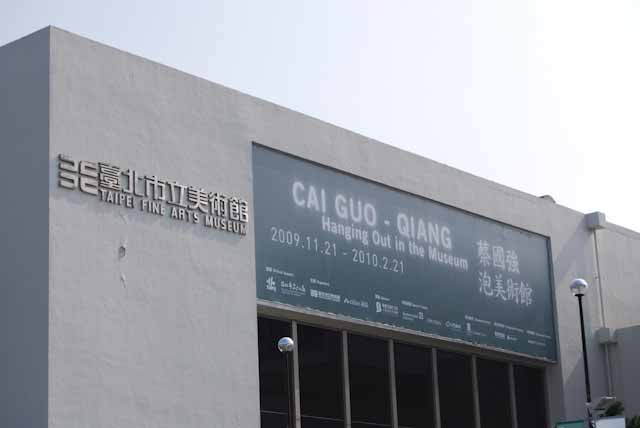 臺北市立美術館
TAIPEI FINE ARTS MUSEUM
CAI GUO - QIANG
Hanging Out in the Museum
2009.11.21 - 2010.2.21
蔡國強
泡美術館